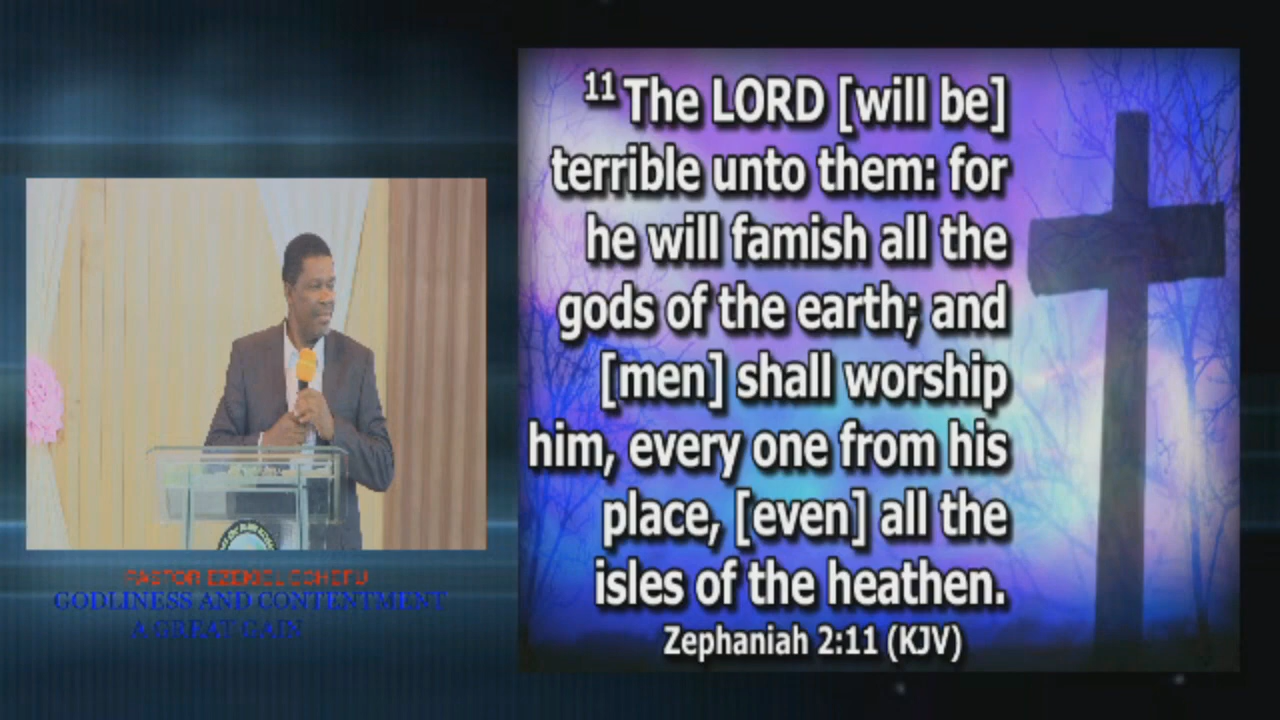 11 The LORD [will be]
terrible unto them: for
he will famish all the
gods of the earth; and
[men] shall worship
him, every one from his
place, [even] all the
isles of the heathen.
Zephaniah 2:11 (KJV)
PASTOR EZEKIEL
GODLINESS AND CONTENTMENT
A GREAT GAIN